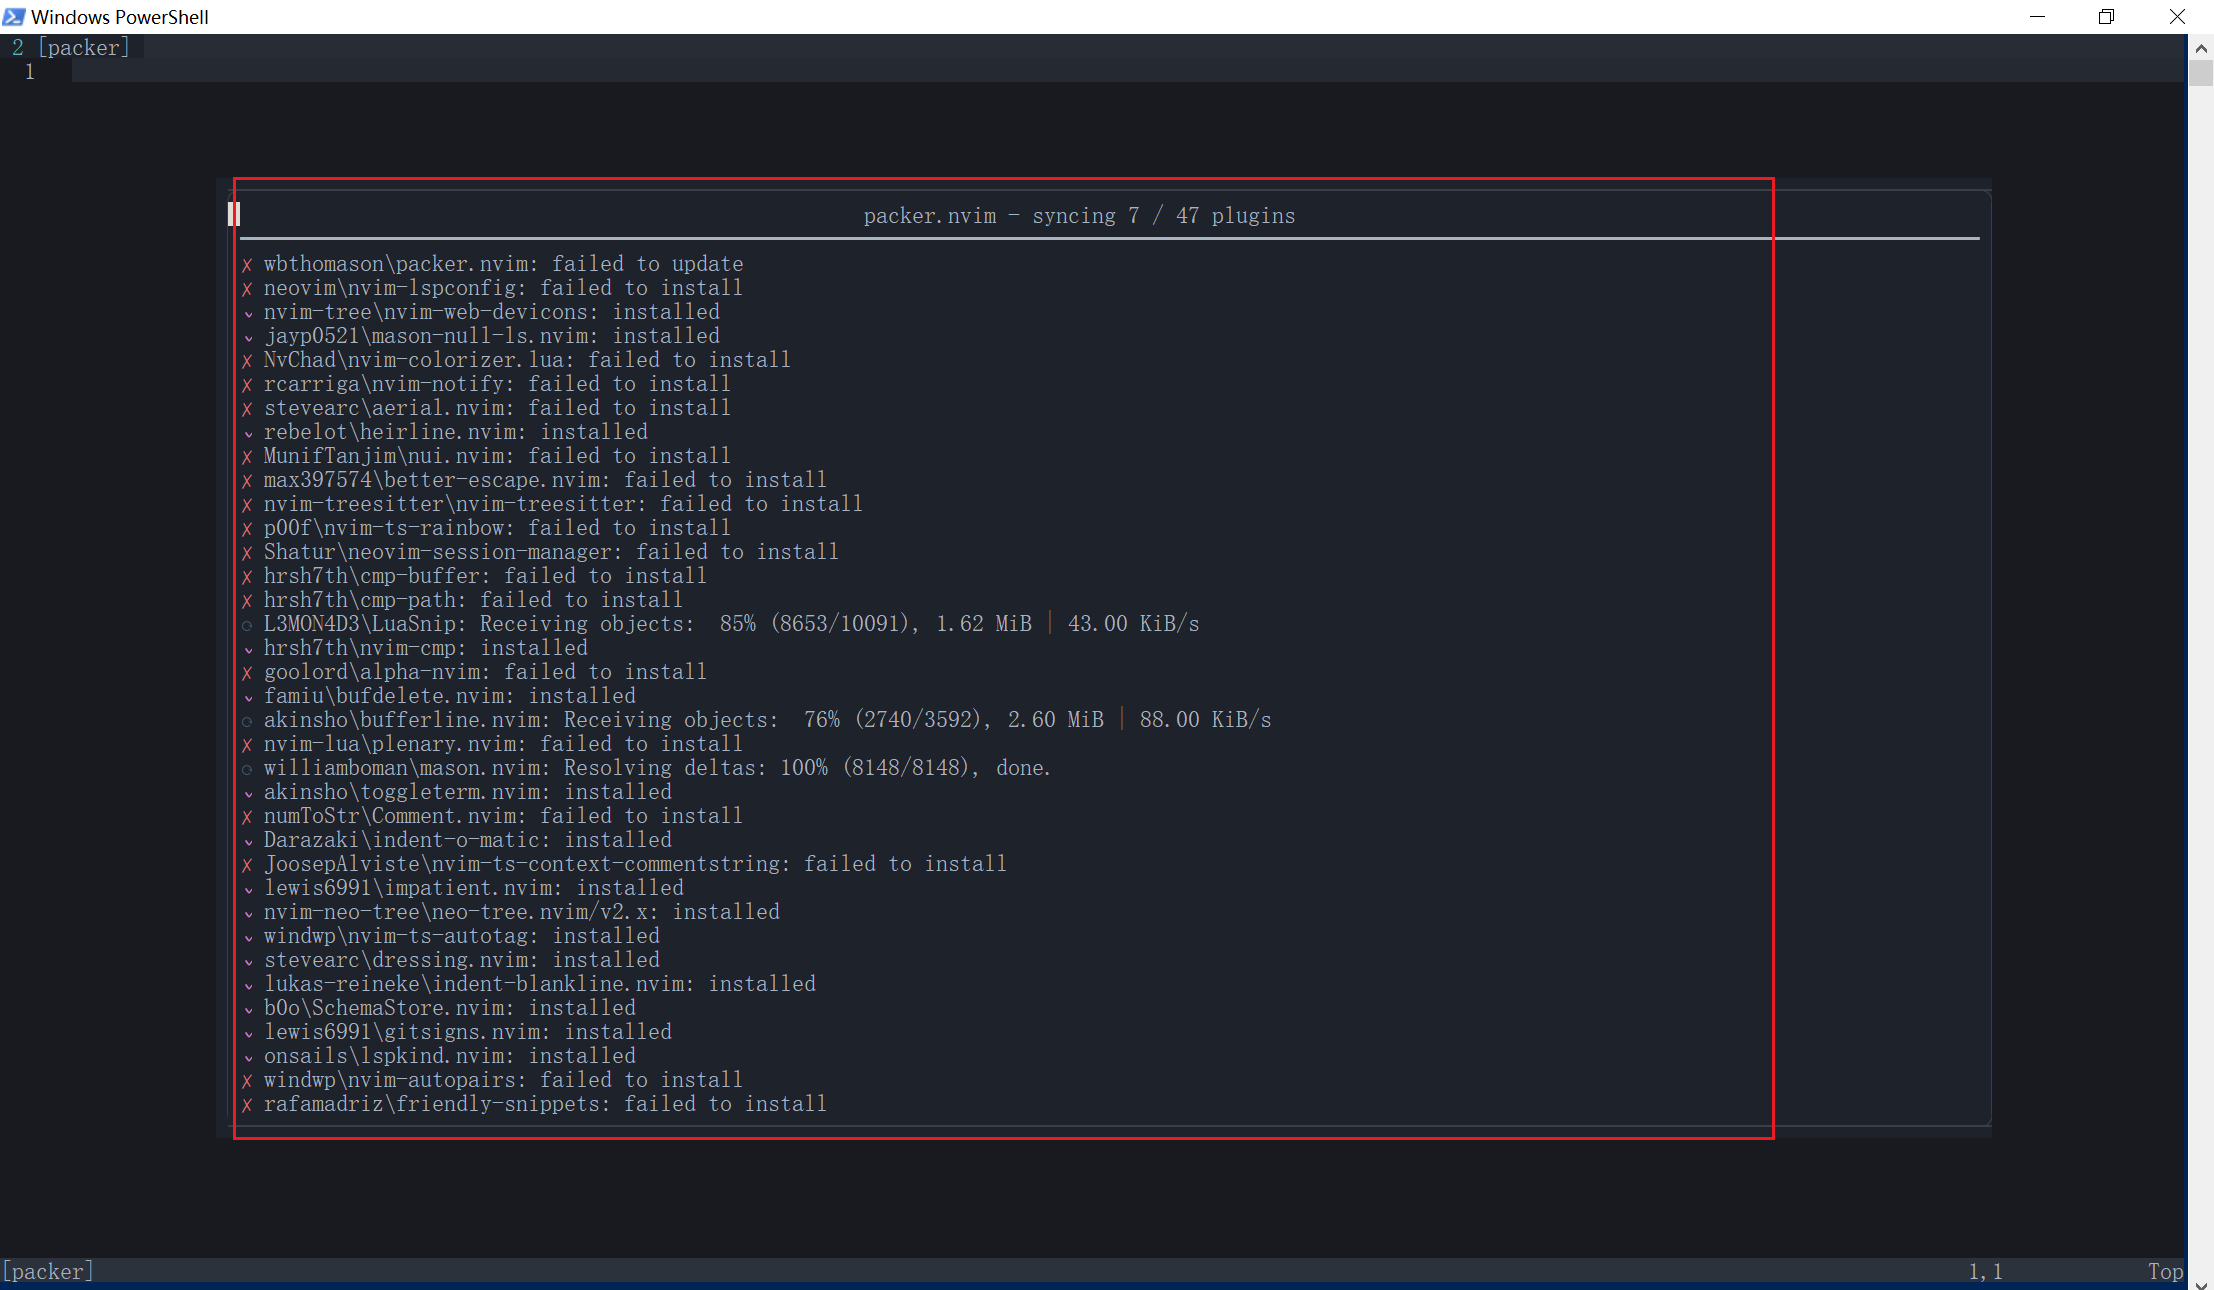 Windows PowerShell
2 [packer]
1
packer.nvim - syncing 7 / 47 plugins
✗ wbthomason\packer.nvim: failed to update
✗ neovim\nvim-lspconfig: failed to install
✓ nvim-tree\nvim-web-devicons: installed
✓ jayp0521\mason-null-ls.nvim: installed
✗ NvChad\nvim-colorizer.lua: failed to install
✗ rcarriga\nvim-notify: failed to install
✗ stevearc\aerial.nvim: failed to install
✓ rebelot\heirline.nvim: installed
✗ MunifTanjim\nui.nvim: failed to install
✗ max397574\better-escape.nvim: failed to install
✗ nvim-treesitter\nvim-treesitter: failed to install
✗ p00f\nvim-ts-rainbow: failed to install
✗ Shatur\neovim-session-manager: failed to install
✗ hrsh7th\cmp-buffer: failed to install
✗ hrsh7th\cmp-path: failed to install
⟳ L3MON4D3\LuaSnip: Receiving objects:  85% (8653/10091), 1.62 MiB | 43.00 KiB/s
✓ hrsh7th\nvim-cmp: installed
✗ goolord\alpha-nvim: failed to install
✓ famiu\bufdelete.nvim: installed
⟳ akinsho\bufferline.nvim: Receiving objects:  76% (2740/3592), 2.60 MiB | 88.00 KiB/s
✗ nvim-lua\plenary.nvim: failed to install
⟳ williamboman\mason.nvim: Resolving deltas: 100% (8148/8148), done.
✓ akinsho\toggleterm.nvim: installed
✗ numToStr\Comment.nvim: failed to install
✓ Darazaki\indent-o-matic: installed
✗ JoosepAlviste\nvim-ts-context-commentstring: failed to install
✓ lewis6991\impatient.nvim: installed
✓ nvim-neo-tree\neo-tree.nvim/v2.x: installed
✓ windwp\nvim-ts-autotag: installed
✓ stevearc\dressing.nvim: installed
✓ lukas-reineke\indent-blankline.nvim: installed
✓ b0o\SchemaStore.nvim: installed
✓ lewis6991\gitsigns.nvim: installed
✓ onsails\lspkind.nvim: installed
✗ windwp\nvim-autopairs: failed to install
✗ rafamadriz\friendly-snippets: failed to install
[packer] 1,1 Top